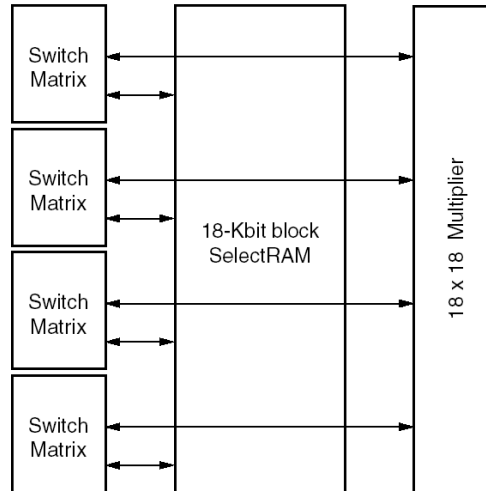 Switch
Matrix
Switch
Matrix
18-Kbit block
SelectRAM
Switch
Matrix
Switch
Matrix
18 x 18 Multiplier